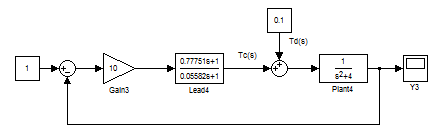 0.1
Td(s)
1
10
0.77751s+1
0.05582s+1
Tc(s)
1
s²+4
Gain3
Lead4
Plant4
Y3